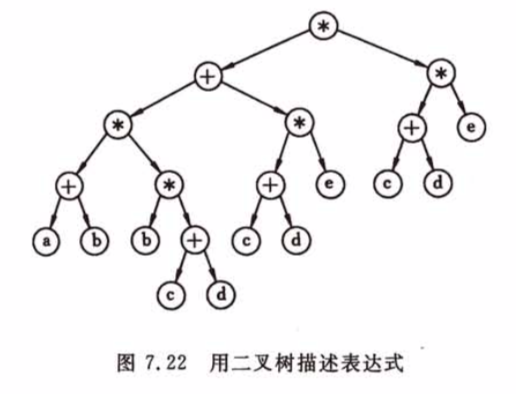 *
+ *
* * + e
+ * + e c d
a b b + c d
c d
图 7.22 用二叉树描述表达式